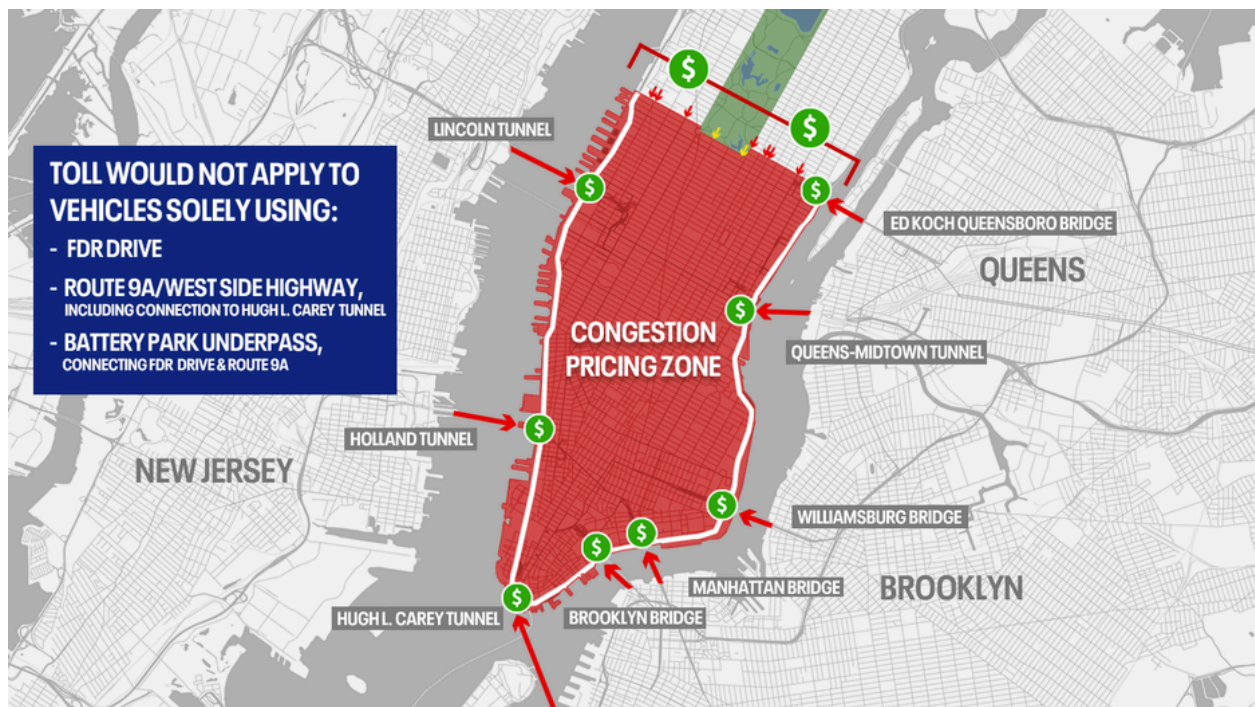 $
$
LINCOLN TUNNEL
$
$
TOLL WOULD NOT APPLY TO
VEHICLES SOLELY USING:
- FDR DRIVE
- ROUTE 9A/WEST SIDE HIGHWAY,
INCLUDING CONNECTION TO HUGH L. CAREY TUNNEL
- BATTERY PARK UNDERPASS,
CONNECTING FDR DRIVE & ROUTE 9A
ED KOCH QUEENSBORO BRIDGE
QUEENS
$
CONGESTION
PRICING ZONE
QUEENS-MIDTOWN TUNNEL
$
HOLLAND TUNNEL
NEW JERSEY
$
WILLIAMSBURG BRIDGE
$
$
MANHATTAN BRIDGE
BROOKLYN
$
HUGH L. CAREY TUNNEL
BROOKLYN BRIDGE